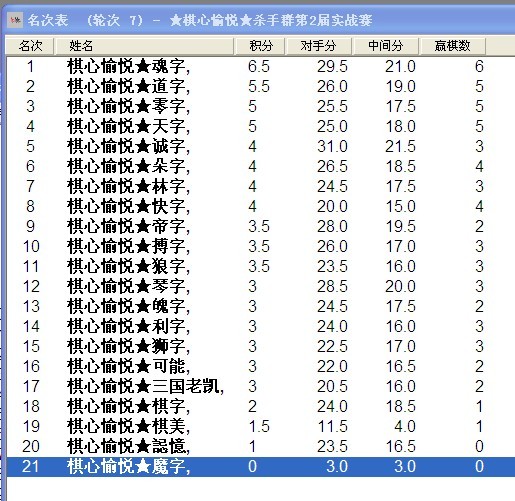 名次表 (轮次 7) - ★棋心愉悦★杀手群第2届实战赛
名次 姓名 积分 对手分 中间分 赢棋数
1 棋心愉悦★魂字, 6.5 29.5 21.0 6
2 棋心愉悦★道字, 5.5 26.0 19.0 5
3 棋心愉悦★零字, 5 25.5 17.5 5
4 棋心愉悦★天字, 5 25.0 18.0 5
5 棋心愉悦★诚字, 4 31.0 21.5 3
6 棋心愉悦★朵字, 4 26.5 18.5 4
7 棋心愉悦★林字, 4 24.5 17.5 3
8 棋心愉悦★快字, 4 20.0 15.0 4
9 棋心愉悦★帝字, 3.5 28.0 19.5 2
10 棋心愉悦★搏字, 3.5 26.0 17.0 3
11 棋心愉悦★狼字, 3.5 23.5 16.0 3
12 棋心愉悦★琴字, 3 28.5 20.0 3
13 棋心愉悦★魄字, 3 24.5 17.5 2
14 棋心愉悦★利字, 3 24.0 16.0 3
15 棋心愉悦★狮字, 3 22.5 17.0 3
16 棋心愉悦★可能, 3 22.0 16.5 2
17 棋心愉悦★三国老凯, 3 20.5 16.0 2
18 棋心愉悦★棋字, 2 24.0 18.5 1
19 棋心愉悦★棋美, 1.5 11.5 4.0 1
20 棋心愉悦★認憶, 1 23.5 16.5 0
21 棋心愉悦★魔字, 0 3.0 3.0 0